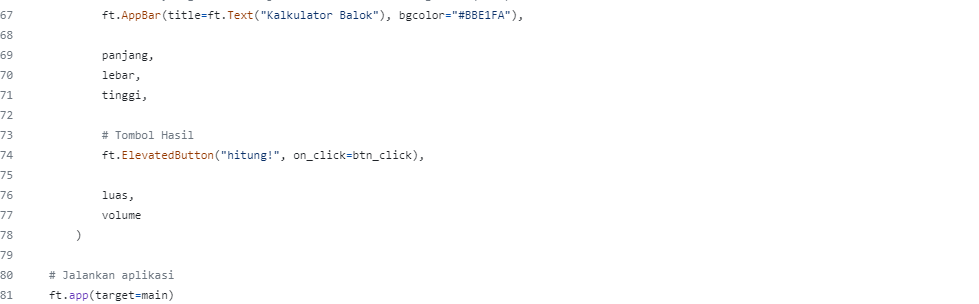 67 ft.AppBar(title=ft.Text("Kalkulator Balok"), bgcolor="#BBE1FA"),
68
69 panjang,
70 lebar,
71 tinggi,
72
73 # Tombol Hasil
74 ft.ElevatedButton("hitung!", on_click=btn_click),
75
76 luas,
77 volume
78 )
79
80 # Jalankan aplikasi
81 ft.app(target=main)